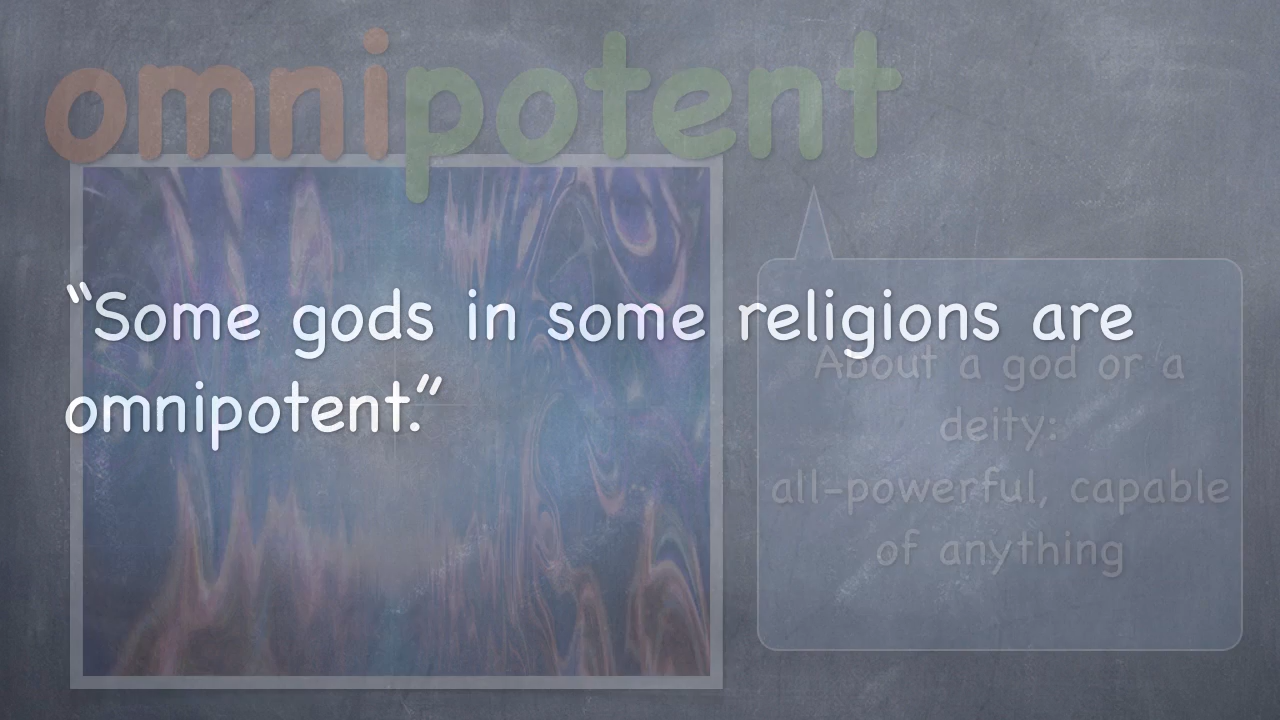 omnipotent
“Some gods in some religions are
omnipotent.”
About a god or a
deity:
all-powerful, capable
of anything